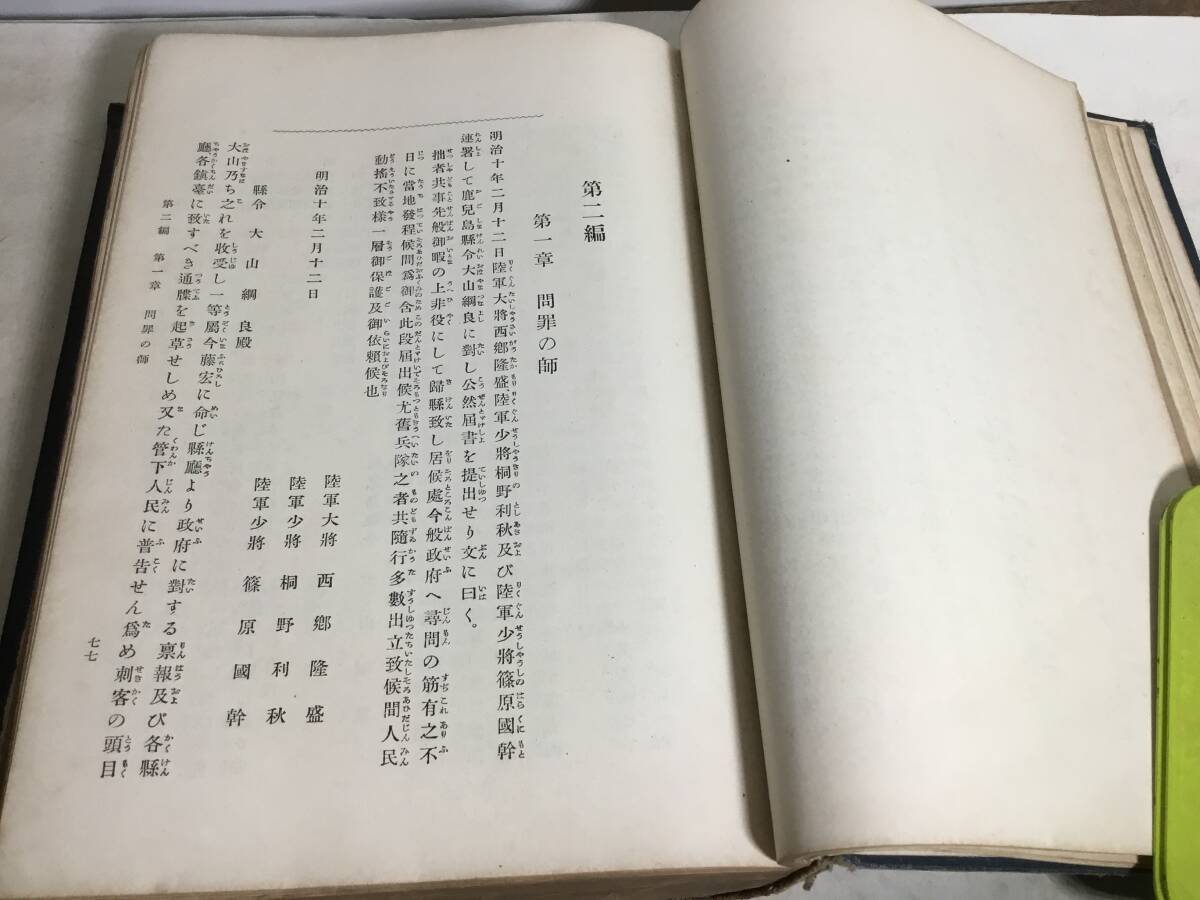 第二編
第一章 問罪の師
明治十年二月十二日陸軍大將西鄕隆盛、陸軍少將桐野利秋及び陸軍少將篠原國幹
連署して鹿兒島縣令大山綱良に對し公然屆書を提出せり文に曰く。
拙者共事先般御暇の上非役にして歸縣致し居候處今般政府へ尋問の筋有之不
日に當地發程候間爲御含此段屆出候尤舊兵隊之者共隨行多數出立致候間人民
動搖不致樣一層御保護及御依賴候也
明治十年二月十二日
陸軍大將 西鄕隆盛
陸軍少將 桐野利秋
陸軍少將 篠原國幹
縣令大山綱良殿
大山乃ち之れを收受し一等屬今藤宏に命じ縣廳より政府に對する稟報及び各縣
廳、各鎭臺に致すべき通牒を起草せしめ又た管下人民に普告せん爲め刺客の頭目
第二編 第一章 問罪の師
七七